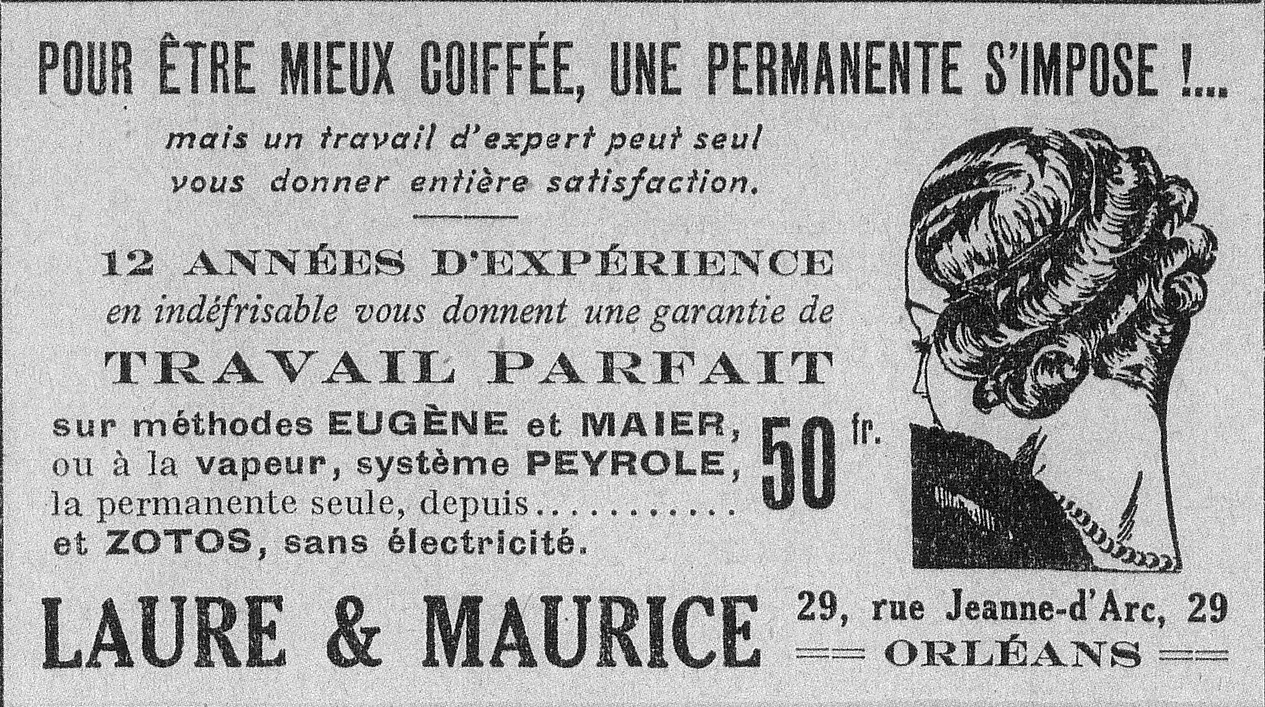 POUR ÊTRE MIEUX COIFFÉE, UNE PERMANENTE S'IMPOSE !....
mais un travail d'expert peut seul
vous donner entière satisfaction.
12 ANNÉES D'EXPÉRIENCE
en indéfrisable vous donnent une garantie de
TRAVAIL PARFAIT
sur méthodes EUGÈNE et MAIER,
ou à la vapeur, système PEYROLE,
la permanente seule, depuis...........
50 fr.
et ZOTOS, sans électricité.
LAURE & MAURICE
29, rue Jeanne-d'Arc, 29
== ORLÉANS ==